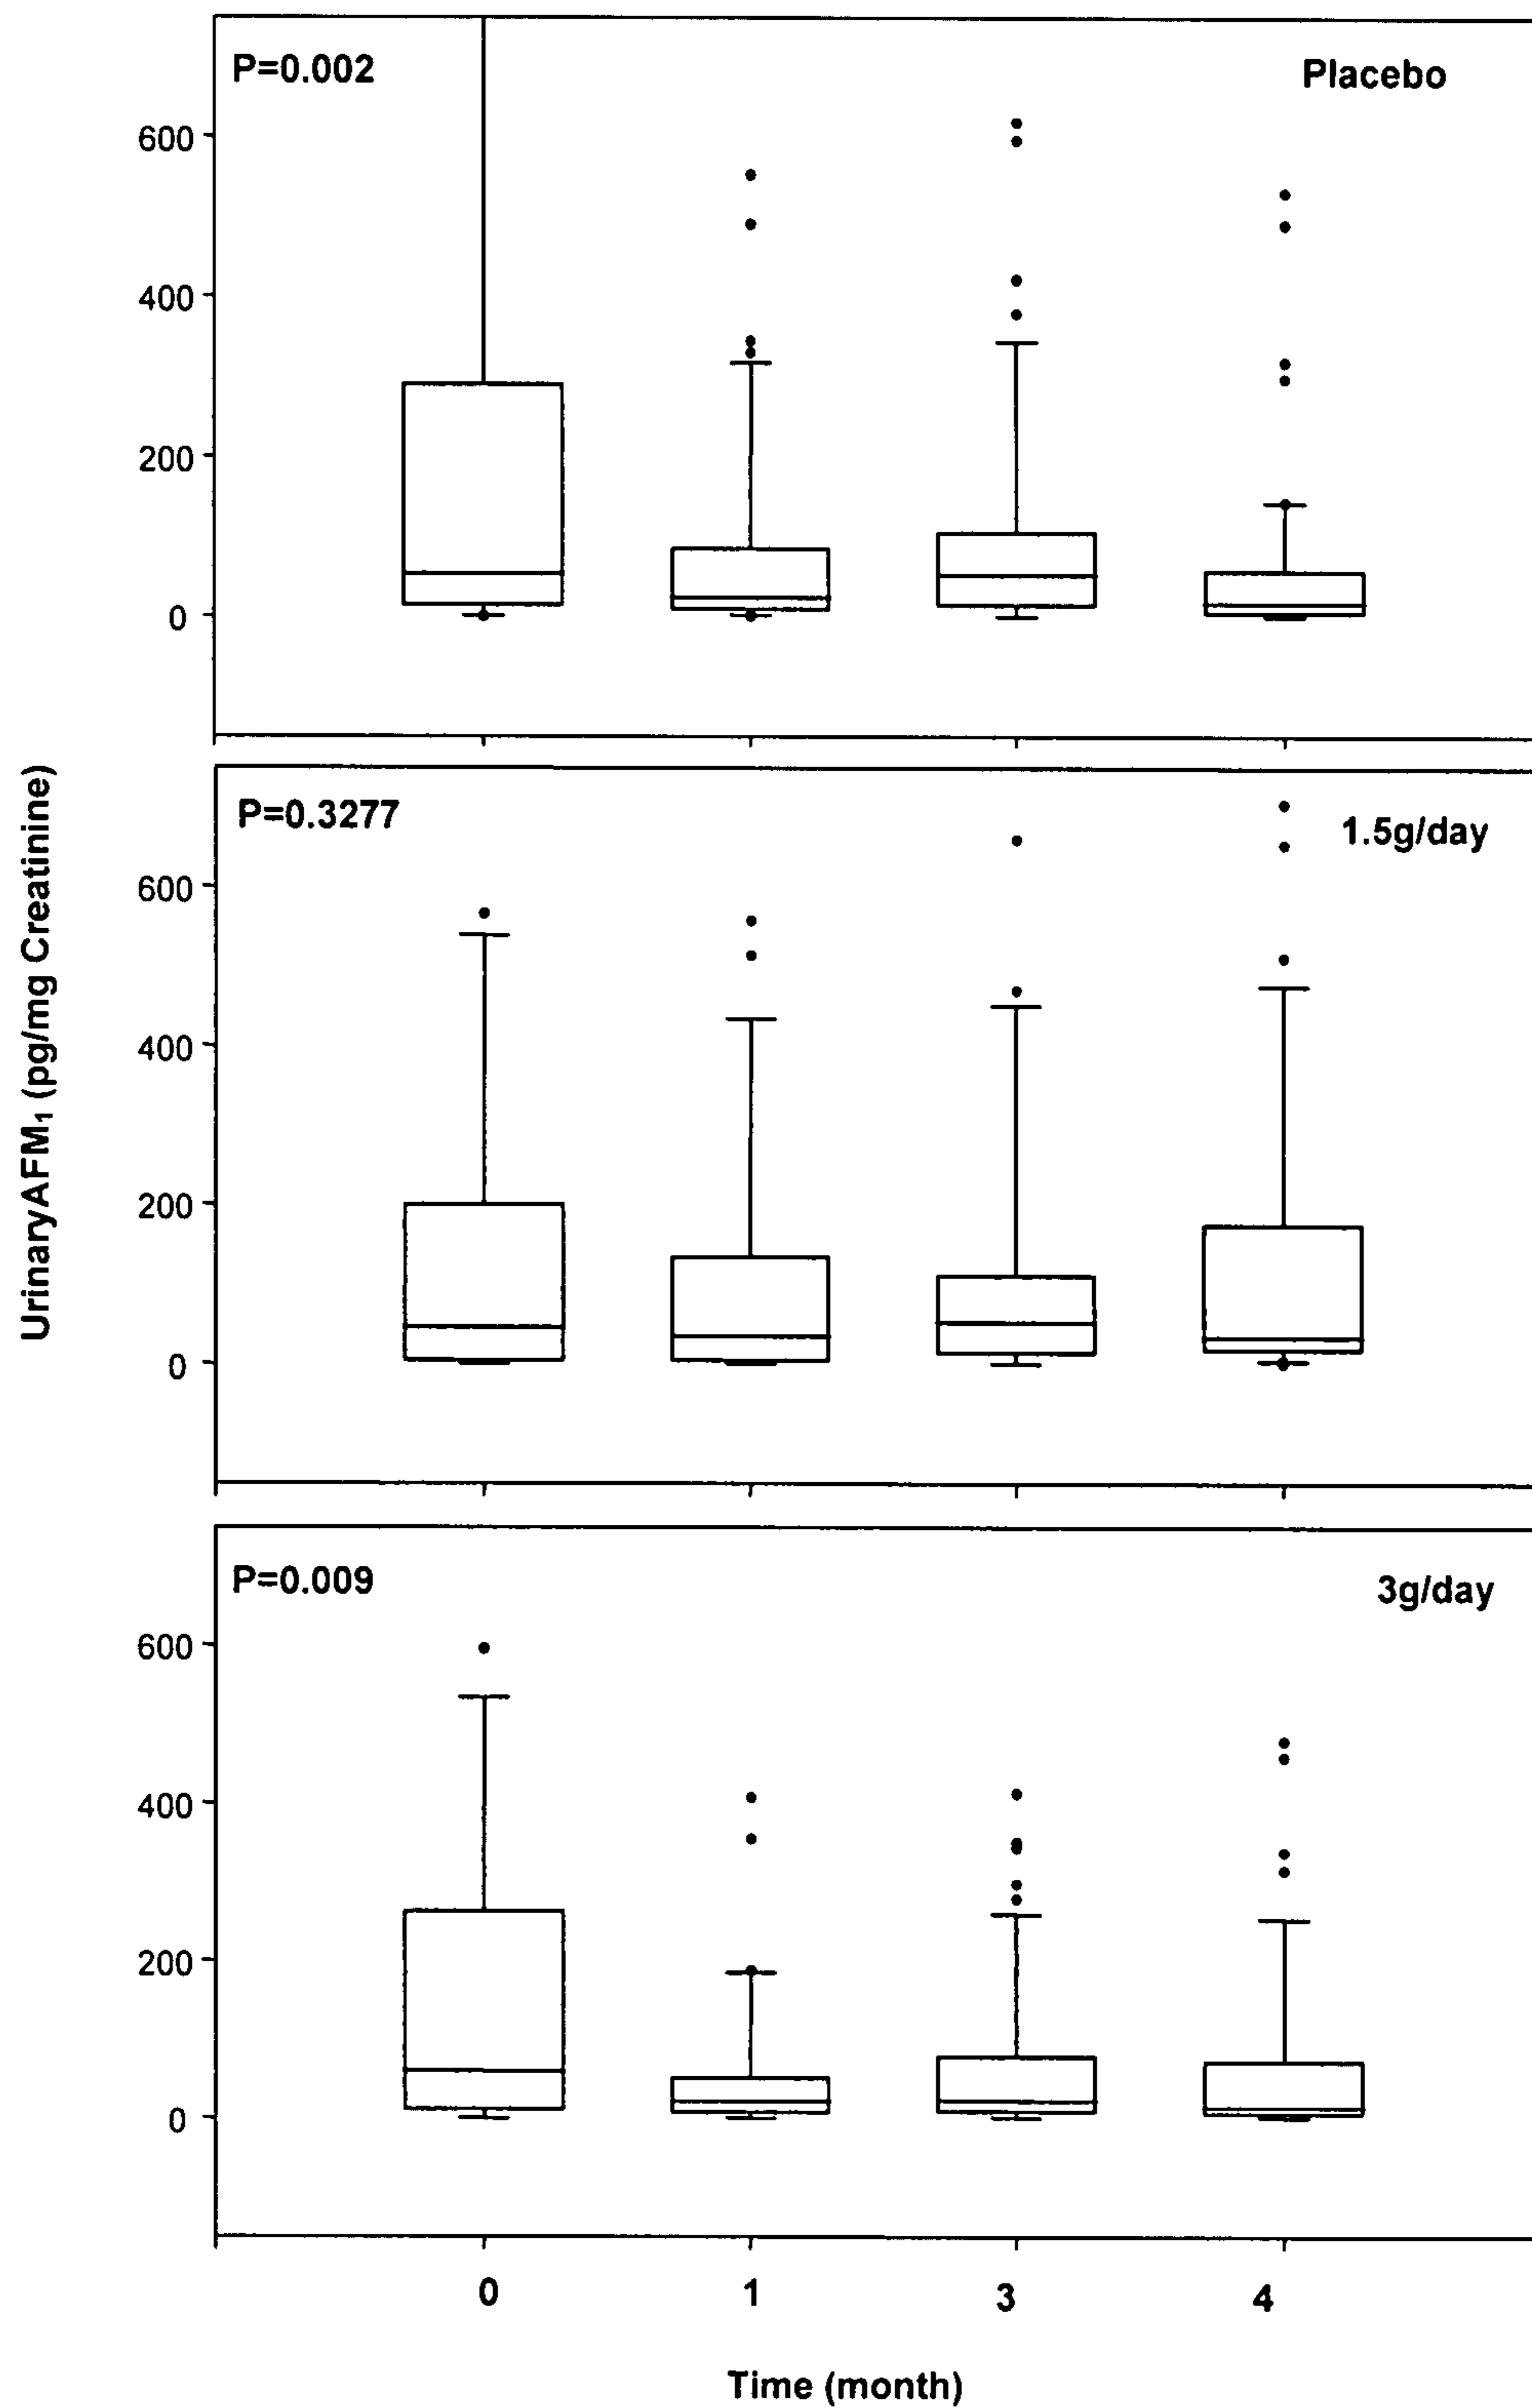 P=0.002
Placebo
600
400
200
0
P=0.3277
1.5g/day
600
400
200
0
UrinaryAFM₁ (pg/mg Creatinine)
P=0.009
3g/day
600
400
200
0
0 1 3 4
Time (month)